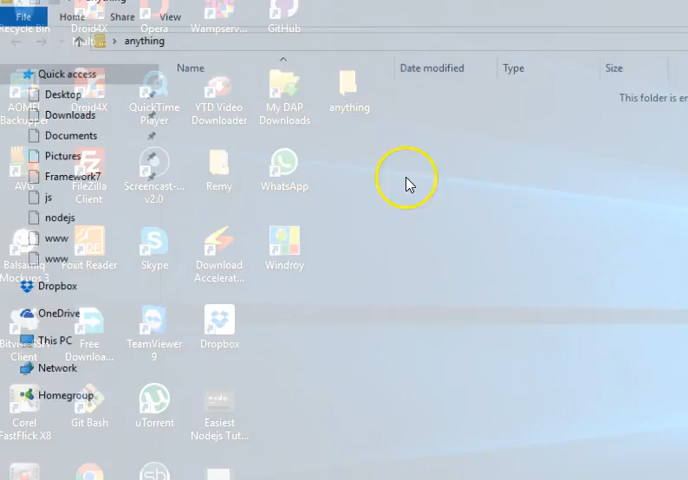 anything
Recycle Bin
Droid4X
Multi
Opera
Wampserv...
GitHub
File
Home
Share
View
anything
Name
Date modified
Type
Size
This folder is e
Quick access
Desktop
Downloads
Documents
Pictures
Framework7
js
nodejs
www
www
Dropbox
OneDrive
This PC
Network
Homegroup
AOMEI
Backupper
Droid4X
QuickTime
Player
YTD Video
Downloader
My DAP
Downloads
anything
AVG
FileZilla
Client
Screencast-...
v2.0
Remy
WhatsApp
Balsamiq
Mockups 3
Foxit Reader
Skype
Download
Accelerat...
Windroy
Client
Free
Downloa...
TeamViewer
9
Dropbox
Corel
FastFlick X8
Git Bash
uTorrent
Easiest
Nodejs Tut...